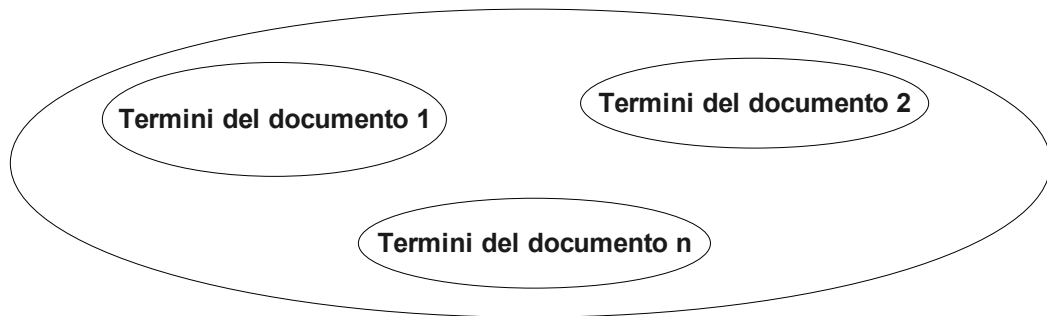 Termini del documento 1
Termini del documento 2
Termini del documento n